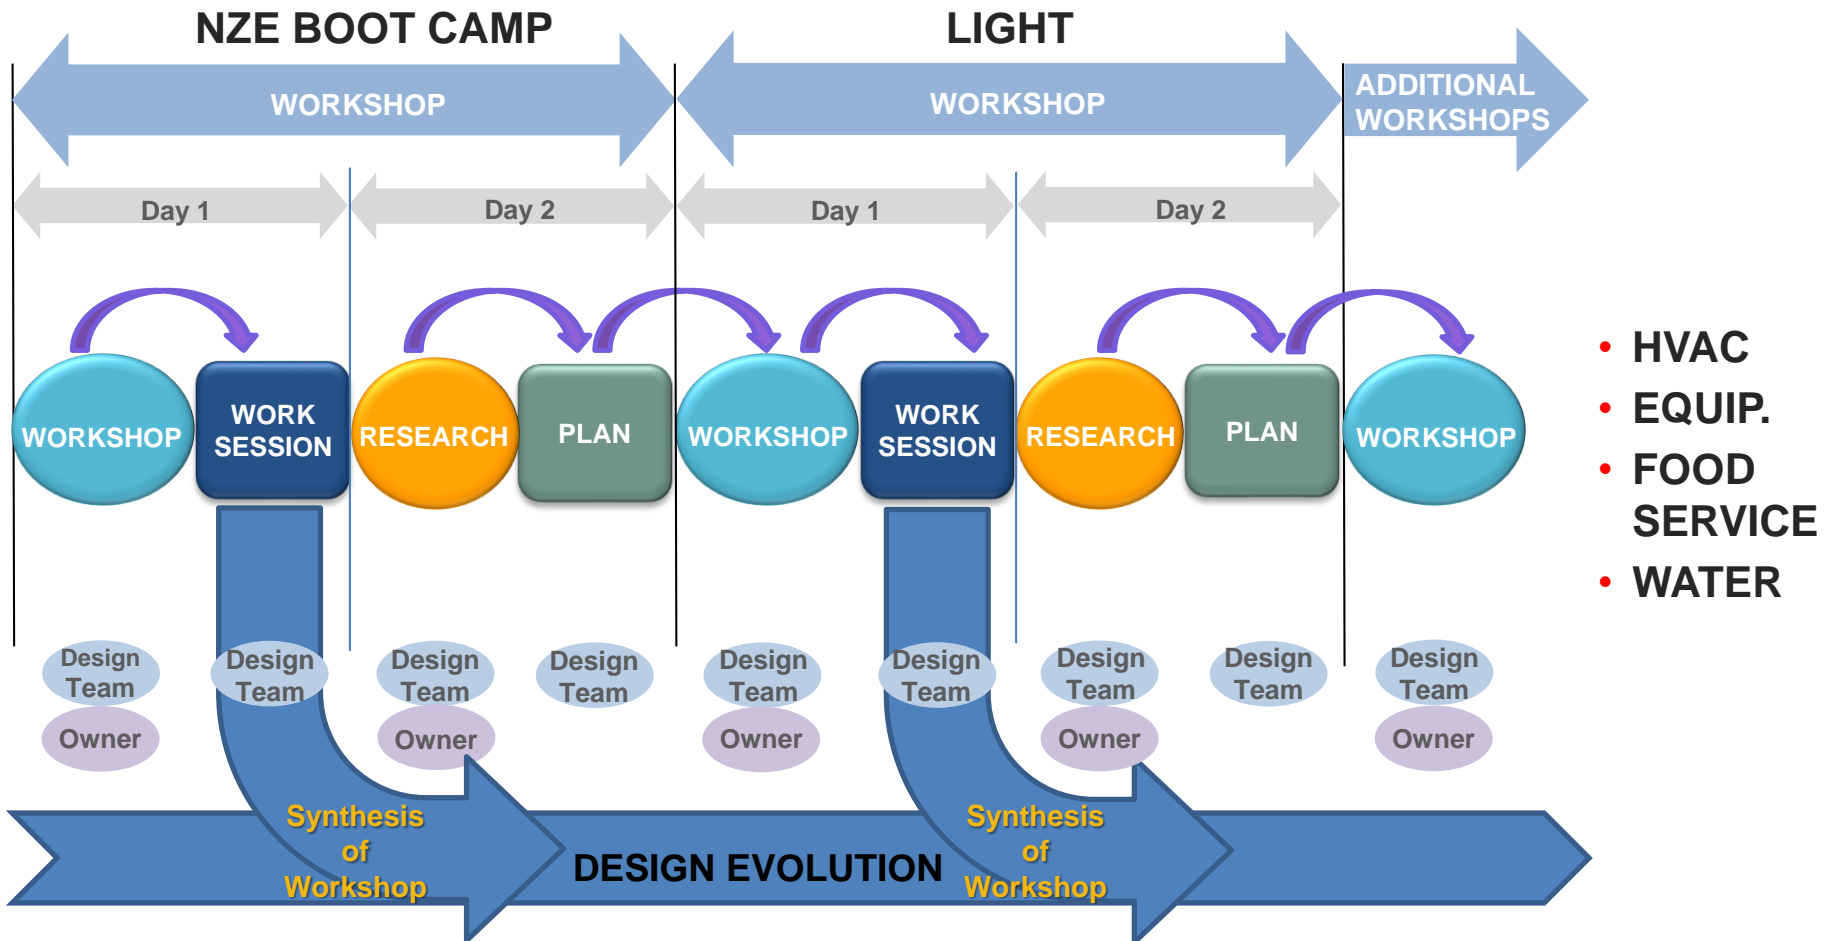 NZE BOOT CAMP
LIGHT
WORKSHOP
WORKSHOP
ADDITIONAL
WORKSHOPS
Day 1
Day 2
Day 1
Day 2
WORKSHOP
WORK
SESSION
RESEARCH
PLAN
WORKSHOP
WORK
SESSION
RESEARCH
PLAN
WORKSHOP
• HVAC
• EQUIP.
• FOOD
SERVICE
• WATER
Design
Team
Owner
Design
Team
Design
Team
Owner
Design
Team
Design
Team
Owner
Design
Team
Design
Team
Owner
Design
Team
Design
Team
Owner
Synthesis
of
Workshop
DESIGN EVOLUTION
Synthesis
of
Workshop